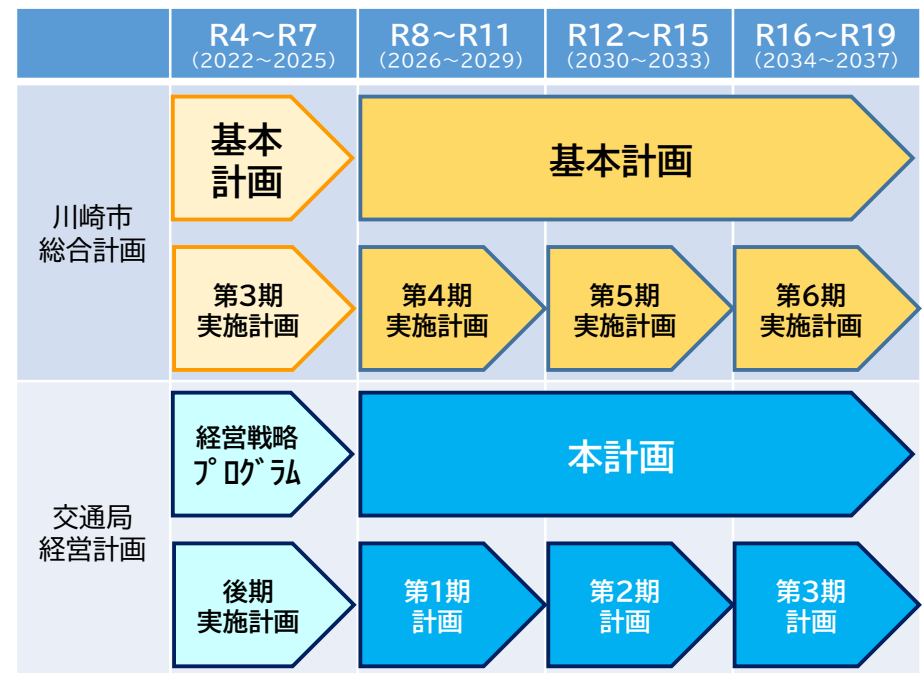 R4～R7
(2022～2025)
R8～R11
(2026～2029)
R12～R15
(2030～2033)
R16～R19
(2034～2037)
川崎市
総合計画
基本
計画
基本計画
第3期
実施計画
第4期
実施計画
第5期
実施計画
第6期
実施計画
交通局
経営計画
経営戦略
プログラム
本計画
後期
実施計画
第1期
計画
第2期
計画
第3期
計画